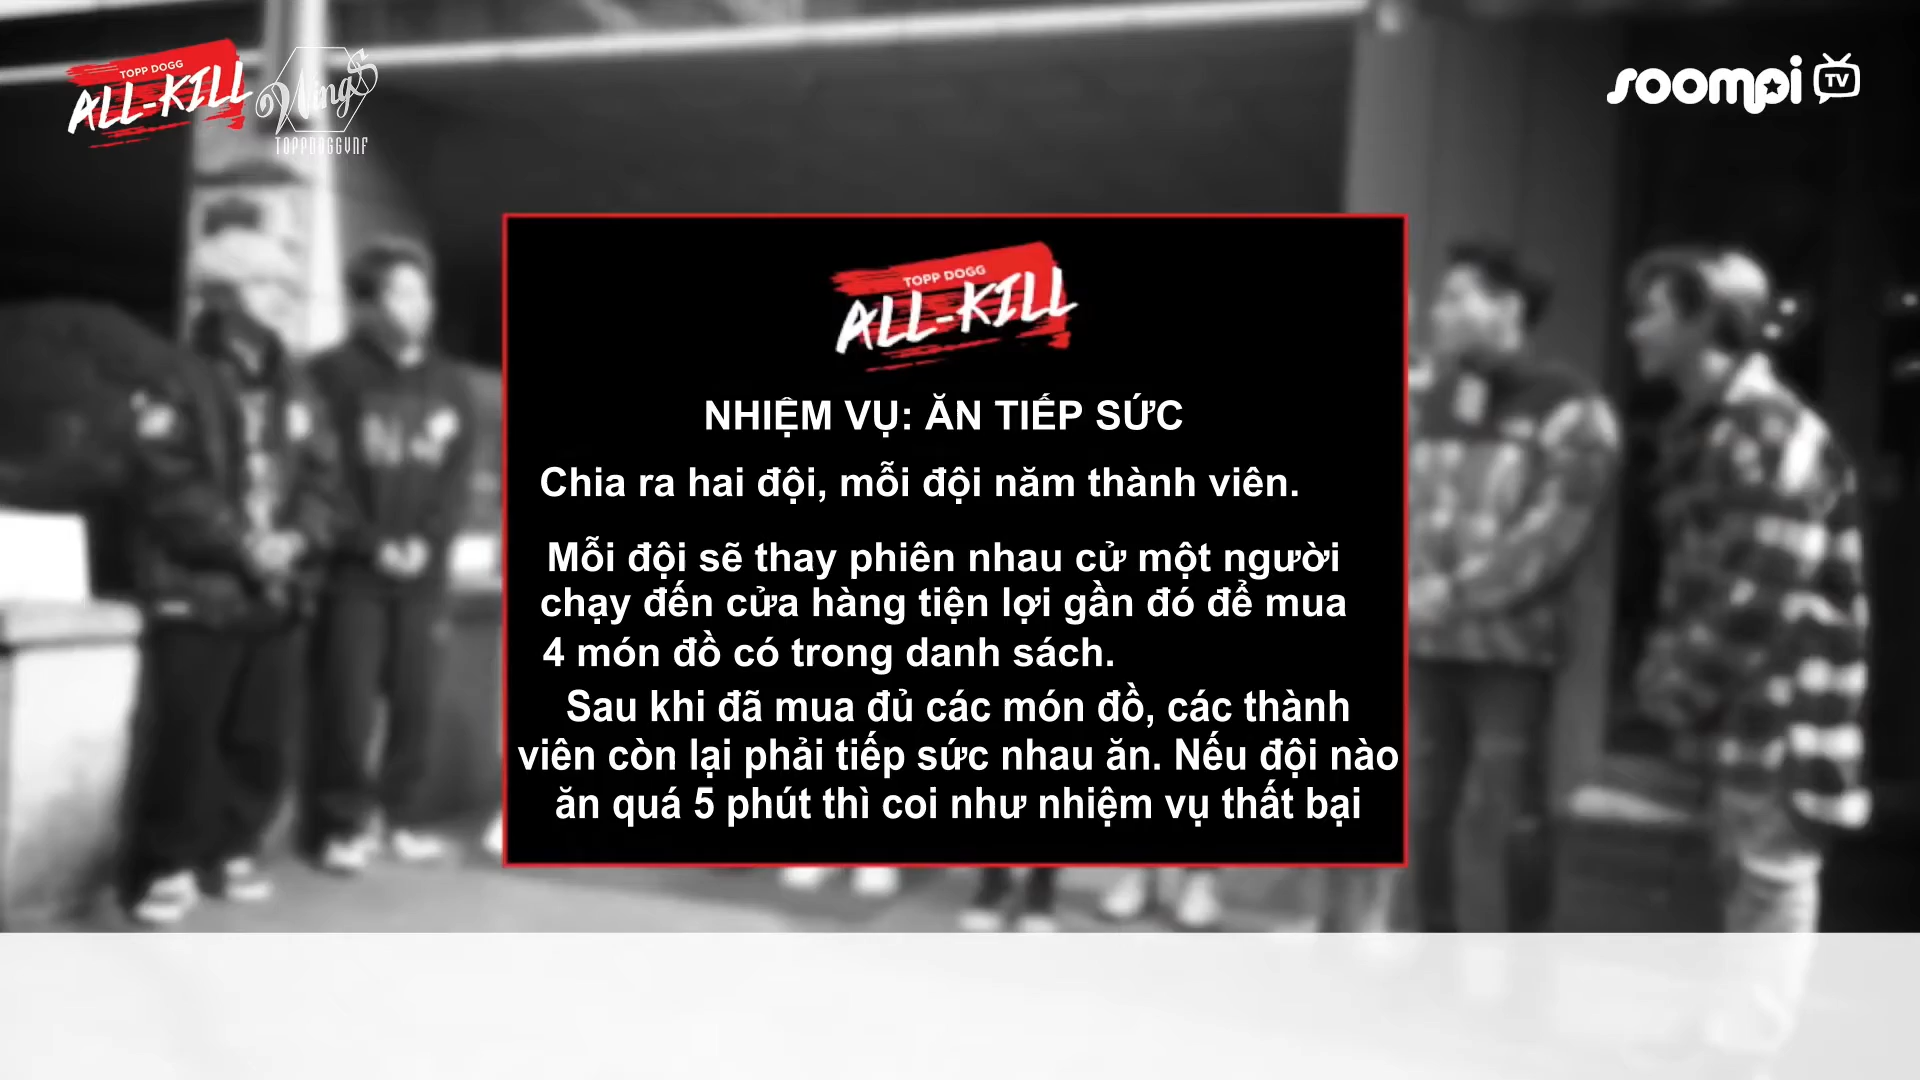 TOPP DOGG
ALL-KILL
WingS
TOPPDOGGVNF
soompi TV
TOPP DOGG
ALL-KILL
NHIỆM VỤ: ĂN TIẾP SỨC
Chia ra hai đội, mỗi đội năm thành viên.
Mỗi đội sẽ thay phiên nhau cử một người
chạy đến cửa hàng tiện lợi gần đó để mua
4 món đồ có trong danh sách.
Sau khi đã mua đủ các món đồ, các thành
viên còn lại phải tiếp sức nhau ăn. Nếu đội nào
ăn quá 5 phút thì coi như nhiệm vụ thất bại